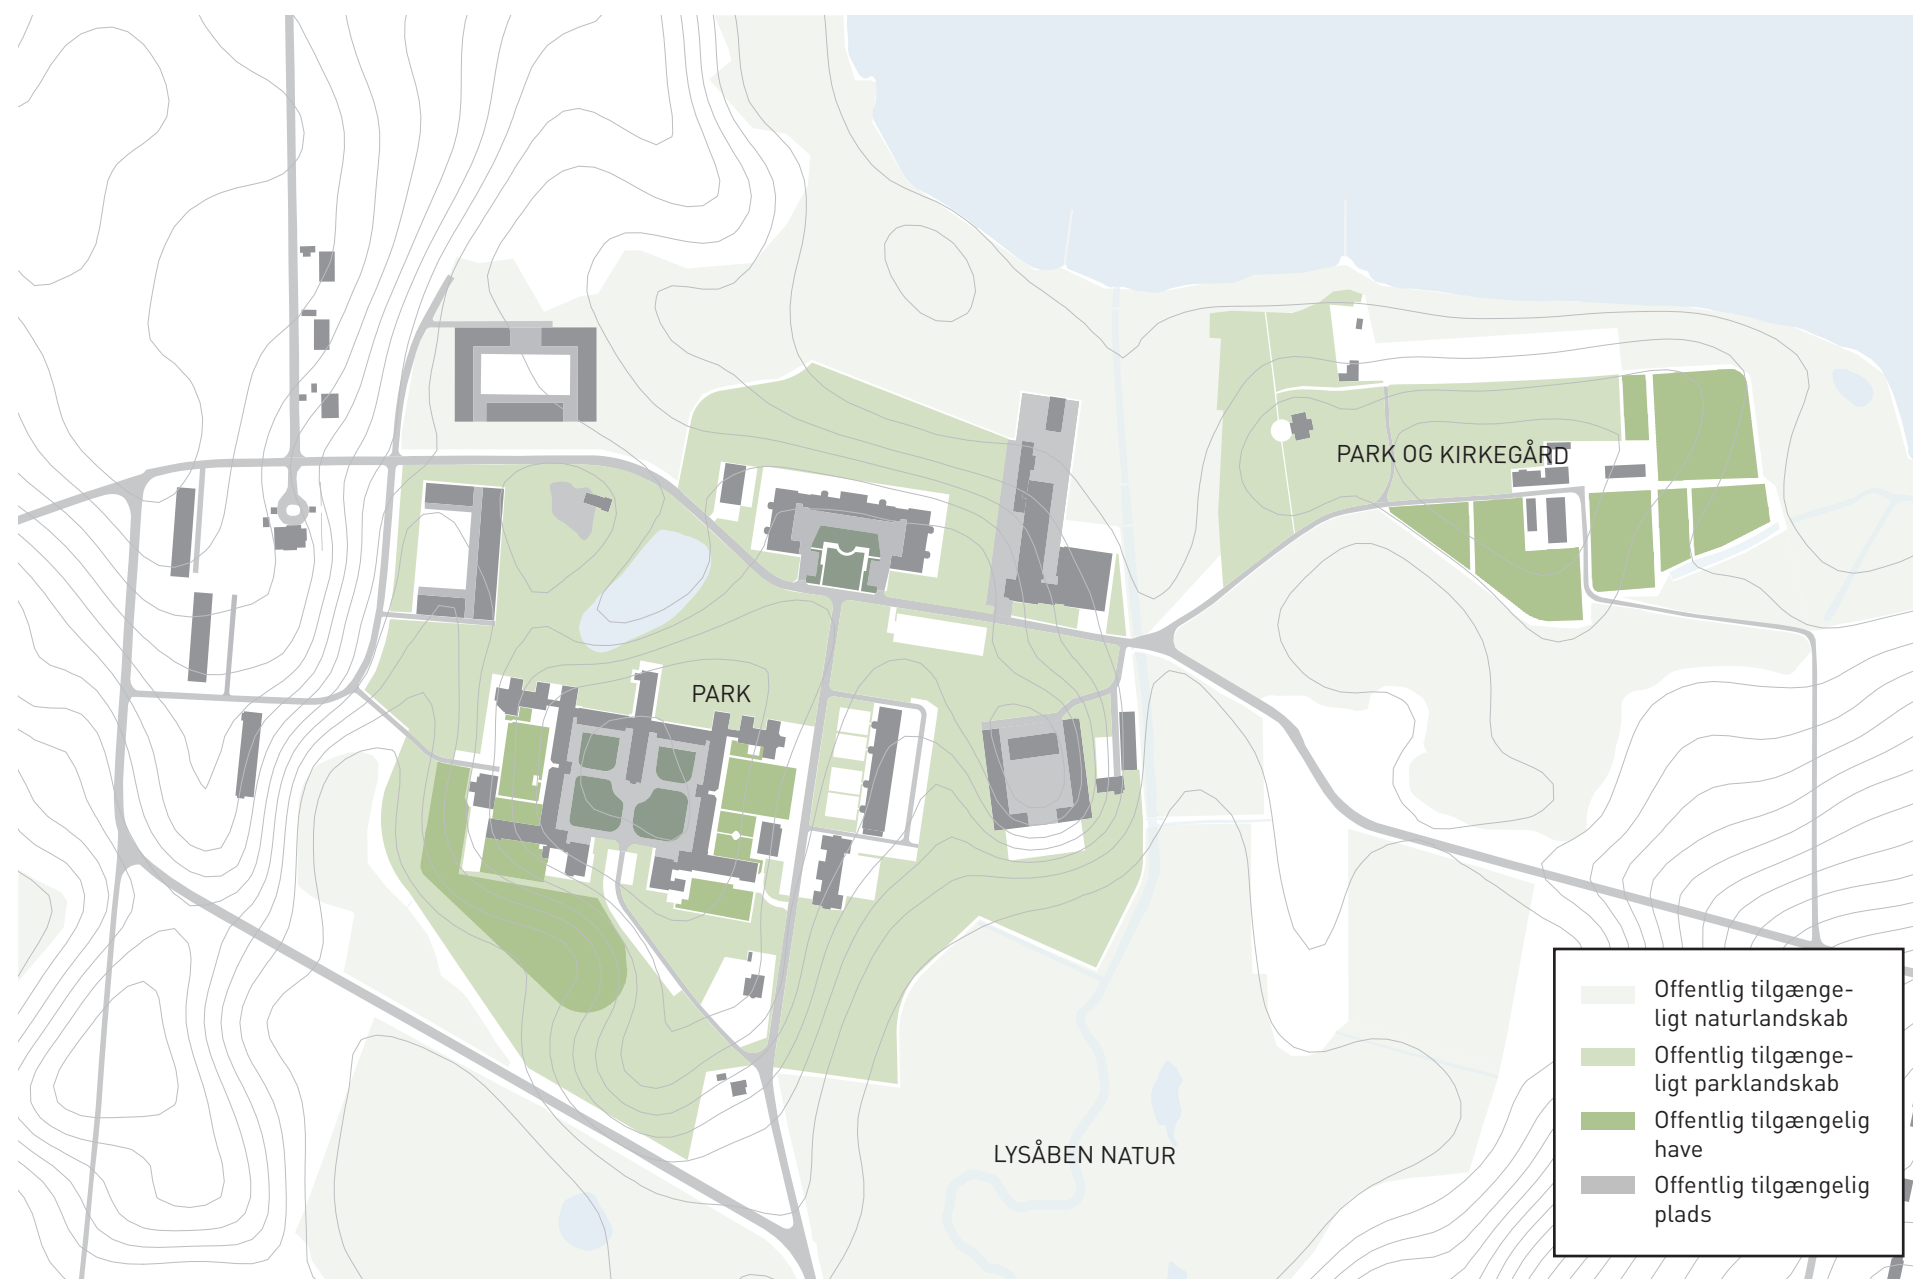 PARK OG KIRKEGÅRD
PARK
LYSÅBEN NATUR
Offentlig tilgænge-
ligt naturlandskab
Offentlig tilgænge-
ligt parklandskab
Offentlig tilgængelig
have
Offentlig tilgængelig
plads